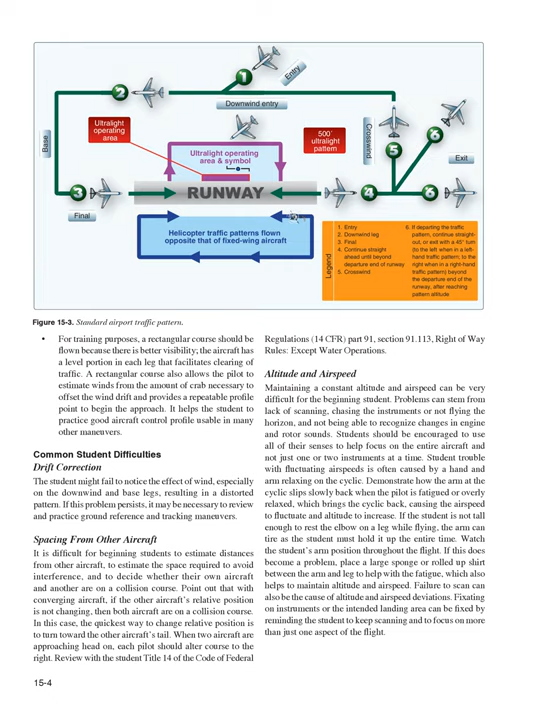 1
Entry
2
Downwind entry
Ultralight
operating
area
Base
Ultralight operating
area & symbol
500'
ultralight
pattern
Crosswind
5
6
Exit
3
RUNWAY
4
6
Final
Helicopter traffic patterns flown
opposite that of fixed-wing aircraft
Legend
1. Entry
2. Downwind leg
3. Final
4. Continue straight
ahead until beyond
departure end of runway
5. Crosswind
6. If departing the traffic
pattern, continue straight-
out, or exit with a 45° turn
(to the left when in a left-
hand traffic pattern; to the
right when in a right-hand
traffic pattern) beyond
the departure end of the
runway, after reaching
pattern altitude
Figure 15-3. Standard airport traffic pattern.
• For training purposes, a rectangular course should be
flown because there is better visibility; the aircraft has
a level portion in each leg that facilitates clearing of
traffic. A rectangular course also allows the pilot to
estimate winds from the amount of crab necessary to
offset the wind drift and provides a repeatable profile
point to begin the approach. It helps the student to
practice good aircraft control profile usable in many
other maneuvers.
Common Student Difficulties
Drift Correction
The student might fail to notice the effect of wind, especially
on the downwind and base legs, resulting in a distorted
pattern. If this problem persists, it may be necessary to review
and practice ground reference and tracking maneuvers.
Spacing From Other Aircraft
It is difficult for beginning students to estimate distances
from other aircraft, to estimate the space required to avoid
interference, and to decide whether their own aircraft
and another are on a collision course. Point out that with
converging aircraft, if the other aircraft's relative position
is not changing, then both aircraft are on a collision course.
In this case, the quickest way to change relative position is
to turn toward the other aircraft's tail. When two aircraft are
approaching head on, each pilot should alter course to the
right. Review with the student Title 14 of the Code of Federal
Regulations (14 CFR) part 91, section 91.113, Right of Way
Rules: Except Water Operations.
Altitude and Airspeed
Maintaining a constant altitude and airspeed can be very
difficult for the beginning student. Problems can stem from
lack of scanning, chasing the instruments or not flying the
horizon, and not being able to recognize changes in engine
and rotor sounds. Students should be encouraged to use
all of their senses to help focus on the entire aircraft and
not just one or two instruments at a time. Student trouble
with fluctuating airspeeds is often caused by a hand and
arm relaxing on the cyclic. Demonstrate how the arm at the
cyclic slips slowly back when the pilot is fatigued or overly
relaxed, which brings the cyclic back, causing the airspeed
to fluctuate and altitude to increase. If the student is not tall
enough to rest the elbow on a leg while flying, the arm can
tire as the student must hold it up the entire time. Watch
the student's arm position throughout the flight. If this does
become a problem, place a large sponge or rolled up shirt
between the arm and leg to help with the fatigue, which also
helps to maintain altitude and airspeed. Failure to scan can
also be the cause of altitude and airspeed deviations. Fixating
on instruments or the intended landing area can be fixed by
reminding the student to keep scanning and to focus on more
than just one aspect of the flight.
15-4